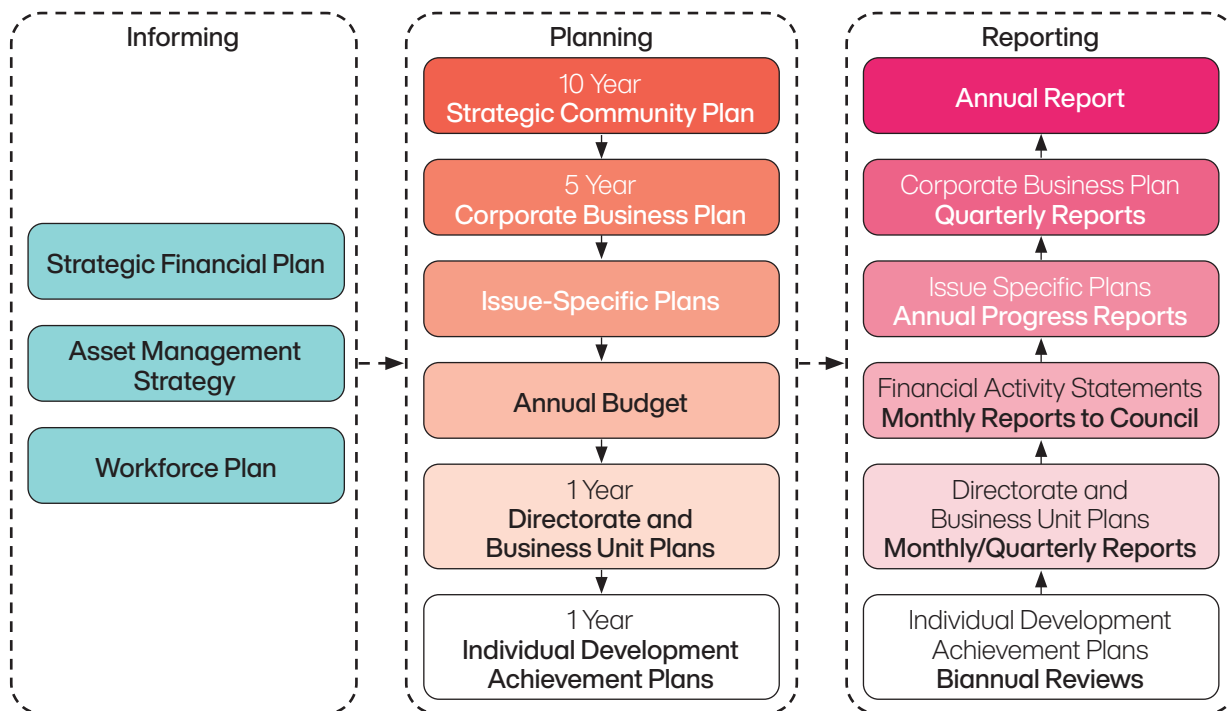 Informing
Strategic Financial Plan
Asset Management
Strategy
Workforce Plan
Planning
10 Year
Strategic Community Plan
5 Year
Corporate Business Plan
Issue-Specific Plans
Annual Budget
1 Year
Directorate and
Business Unit Plans
1 Year
Individual Development
Achievement Plans
Reporting
Annual Report
Corporate Business Plan
Quarterly Reports
Issue Specific Plans
Annual Progress Reports
Financial Activity Statements
Monthly Reports to Council
Directorate and
Business Unit Plans
Monthly/Quarterly Reports
Individual Development
Achievement Plans
Biannual Reviews